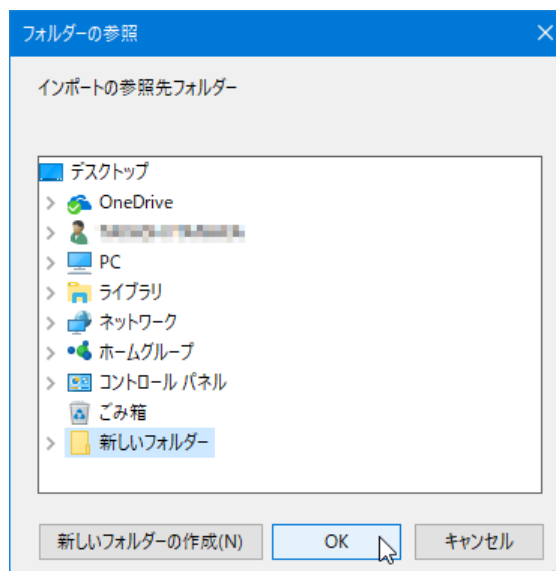 フォルダーの参照
インポートの参照先フォルダー
デスクトップ
OneDrive
PC
ライブラリ
ネットワーク
ホームグループ
コントロール パネル
ごみ箱
新しいフォルダー
新しいフォルダーの作成(N) OK キャンセル